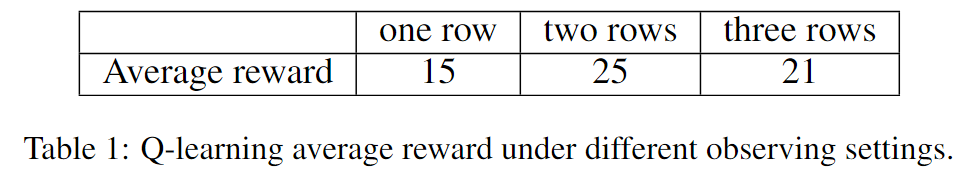 one row two rows three rows
Average reward 15 25 21
Table 1: Q-learning average reward under different observing settings.